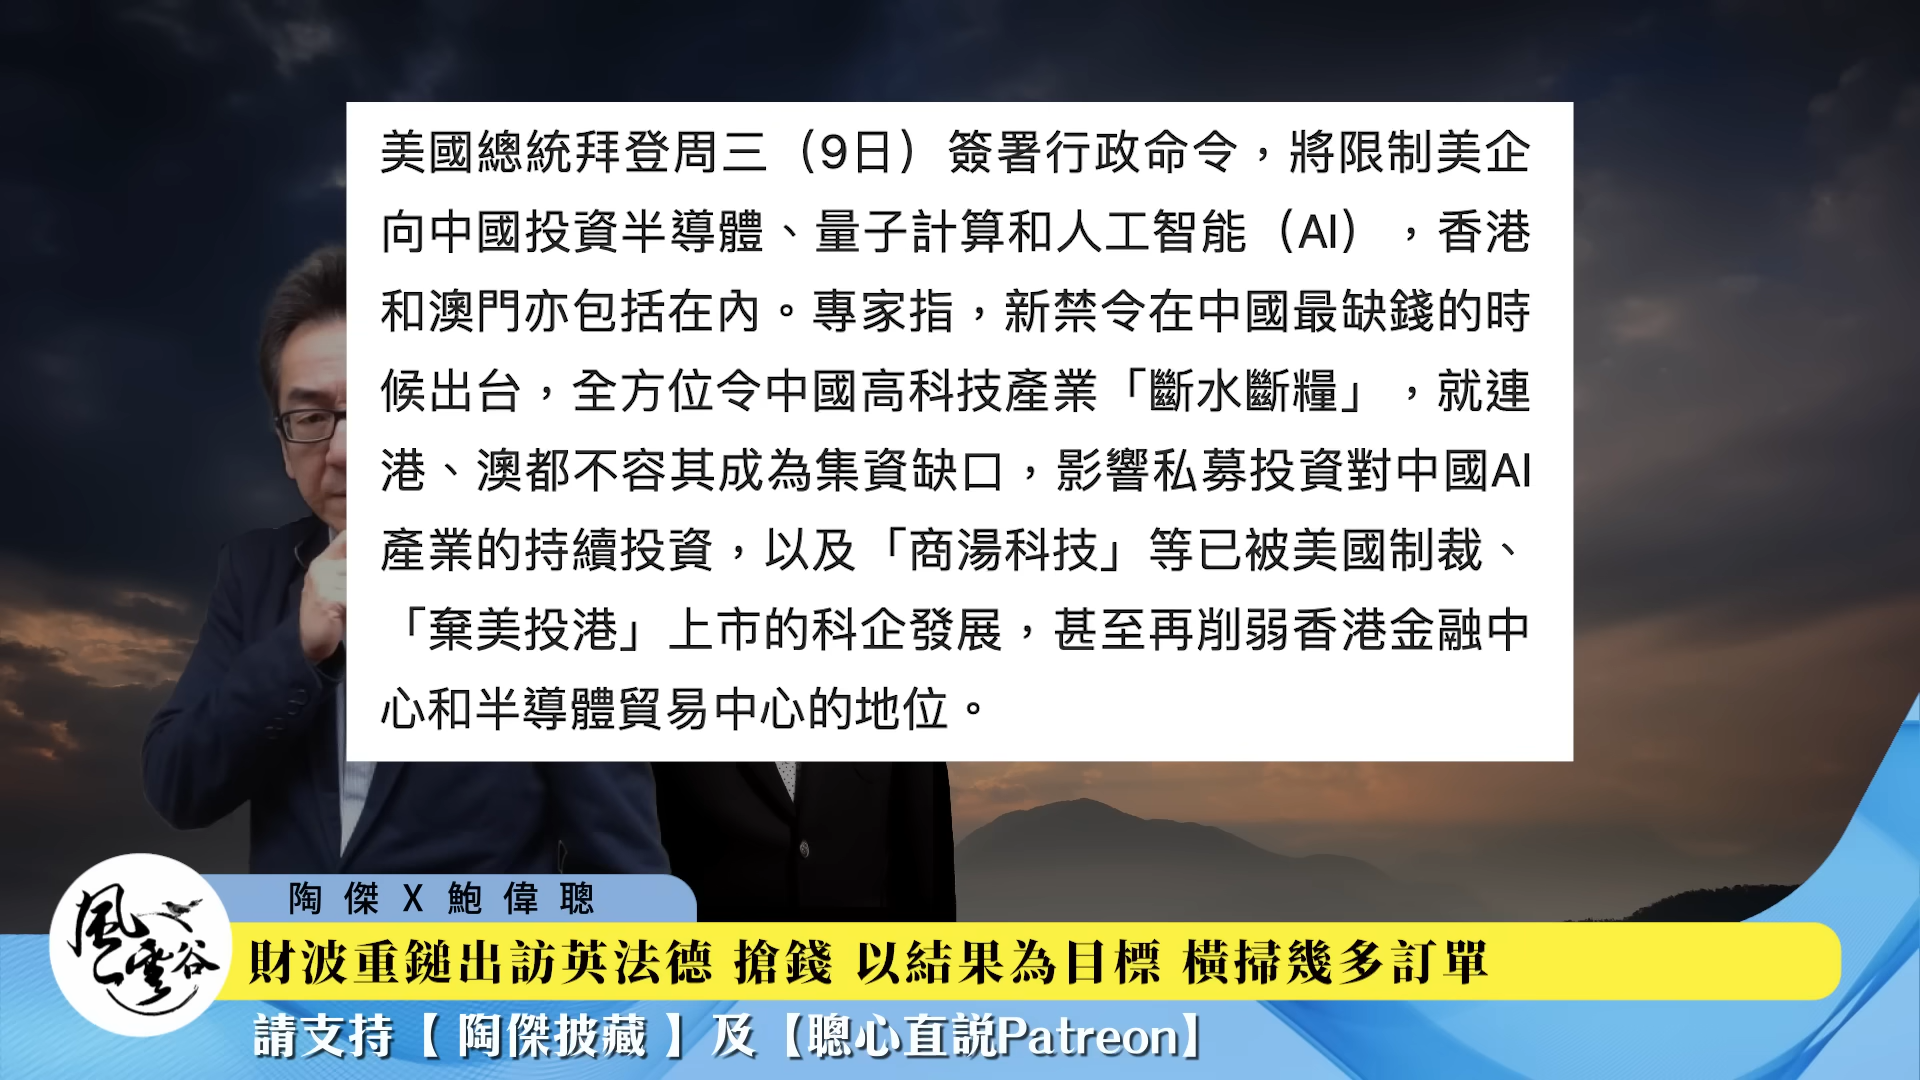 美國總統拜登周三（9日）簽署行政命令，將限制美企
向中國投資半導體、量子計算和人工智能（AI），香港
和澳門亦包括在內。專家指，新禁令在中國最缺錢的時
候出台，全方位令中國高科技產業「斷水斷糧」，就連
港、澳都不容其成為集資缺口，影響私募投資對中國AI
產業的持續投資，以及「商湯科技」等已被美國制裁、
「棄美投港」上市的科企發展，甚至再削弱香港金融中
心和半導體貿易中心的地位。
陶傑X鮑偉聰
風雲谷
財波重鎚出訪英法德 搶錢 以結果為目標 橫掃幾多訂單
請支持【陶傑披藏】及【聰心直説Patreon】